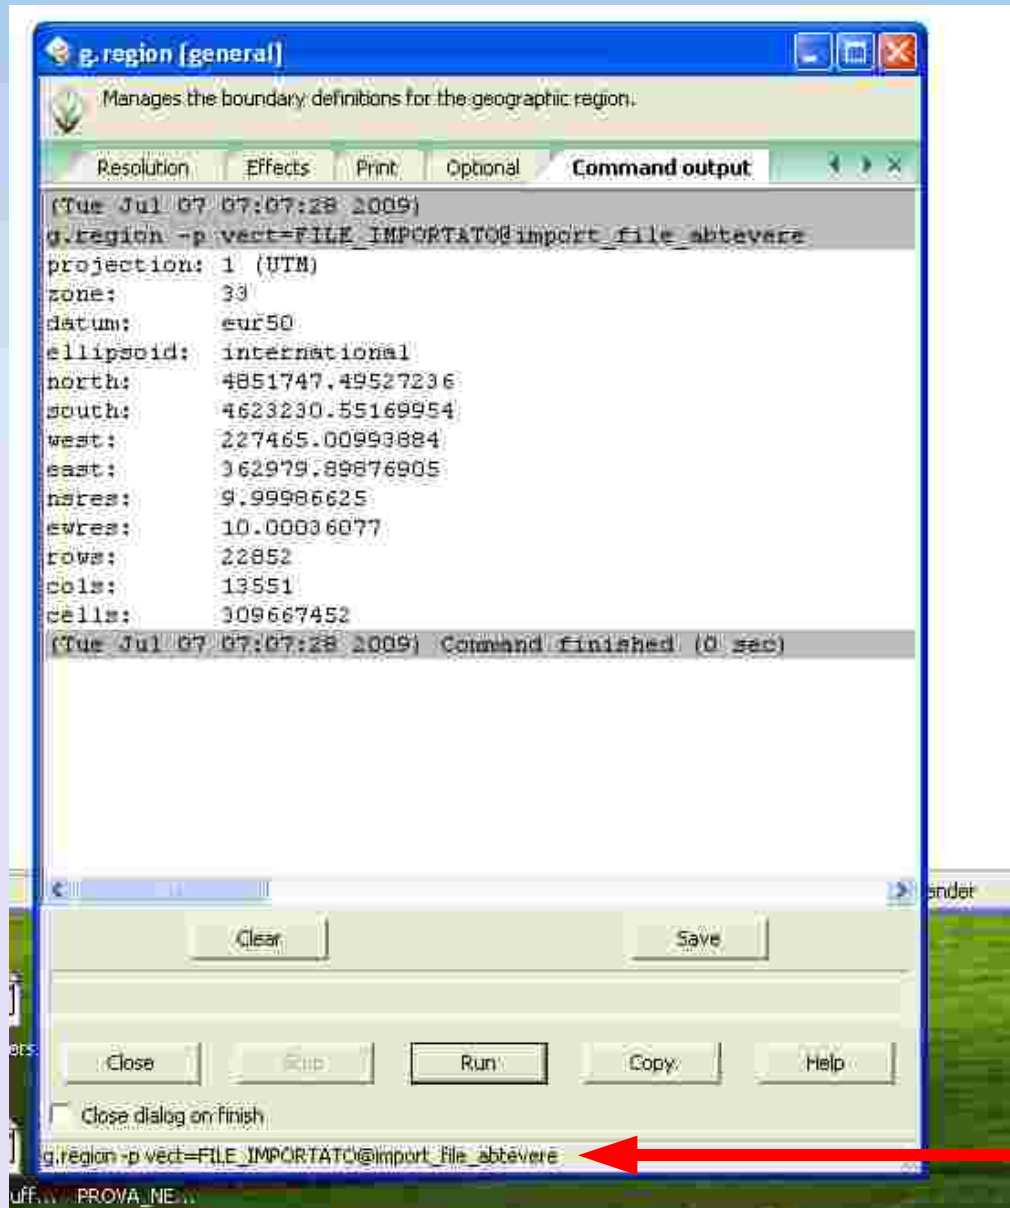 g.region [general]
Manages the boundary definitions for the geographic region.
Resolution Effects Print Optional Command output
(Tue Jul 07 07:07:28 2009)
g.region -p vect=FILE_IMPORTATO@import_file_abtevere
projection: 1 (UTM)
zone: 33
datum: eur50
ellipsoid: international
north: 4851747.49527236
south: 4623230.55169954
west: 227465.00993884
east: 362979.89876905
nsres: 9.99986625
ewres: 10.00036077
rows: 22852
cols: 13551
cells: 309667452
(Tue Jul 07 07:07:28 2009) Command finished (0 sec)
ender
Clear Save
ers
Close Stop Run Copy Help
Close dialog on finish
g.region -p vect=FILE_IMPORTATO@import_file_abtevere
uff... PROVA_NE...